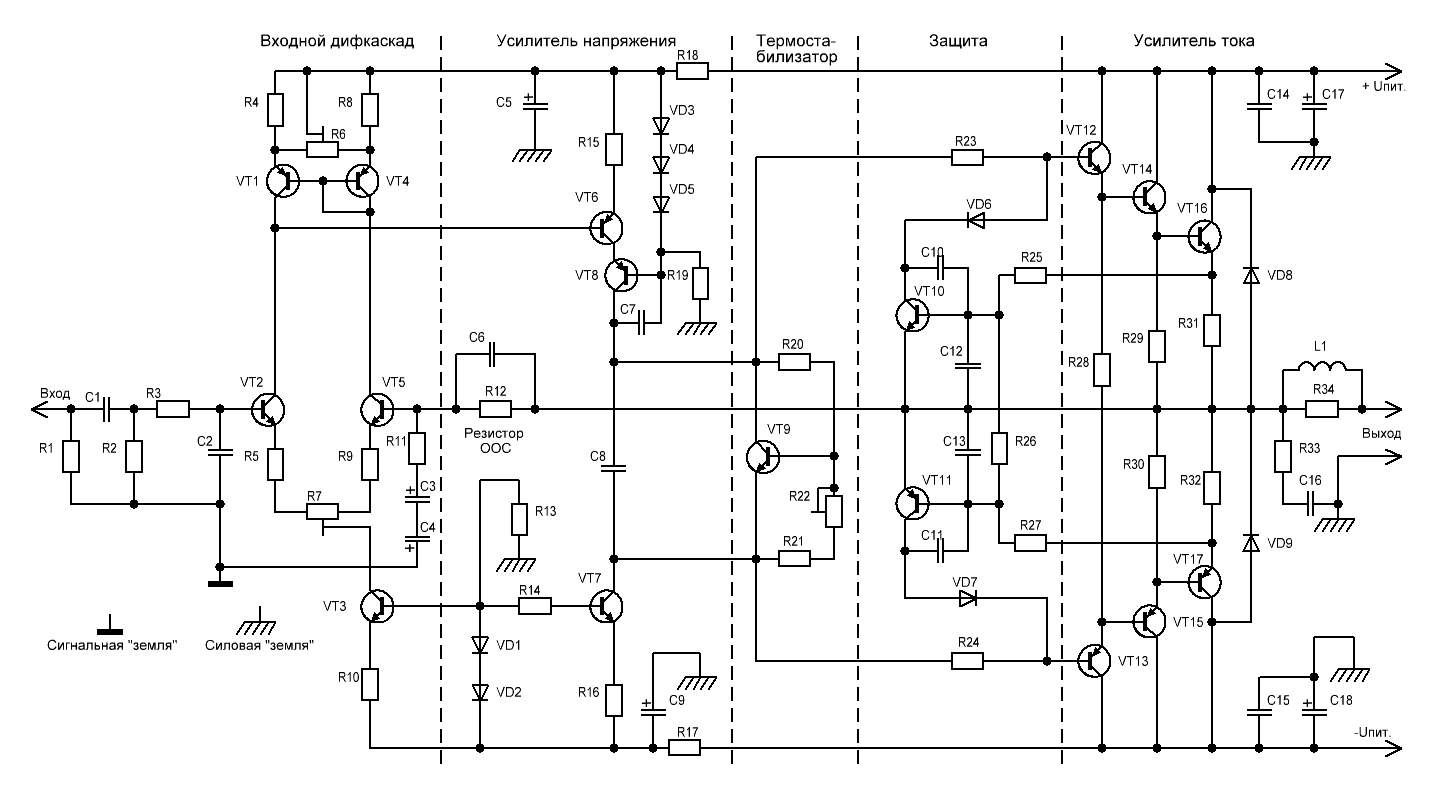 Входной дифкаскад
Усилитель напряжения
Термоста-
билизатор
Защита
Усилитель тока
R18
+ Uпит.
R4
R8
C5
VD3
C14
C17
R6
R15
VD4
VT12
R23
VT1
VT4
VT6
VD5
VT14
VD6
VT16
VT8
R19
C10
R25
VD8
VT10
C7
R31
C6
R20
C12
R28
R29
L1
Вход
C1
R3
VT2
VT5
R12
R34
R1
R2
C2
R5
R9
R11
Резистор
ООС
C8
VT9
C13
R26
R30
R32
R33
Выход
R7
C3
R13
R22
VT11
C16
C4
R21
C11
R27
VD9
VT3
R14
VT7
VD7
VT17
VT15
Сигнальная "земля"
Силовая "земля"
VD1
R24
VT13
R10
VD2
R16
C9
C15
C18
R17
-Uпит.